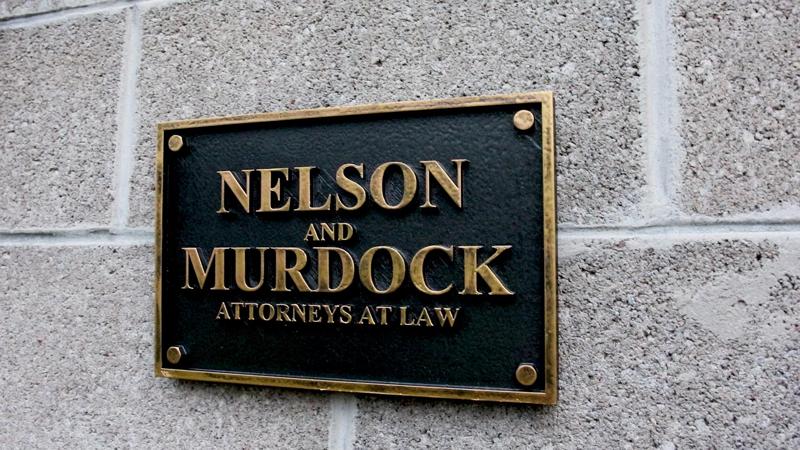 NELSON
AND
MURDOCK
ATTORNEYS AT LAW